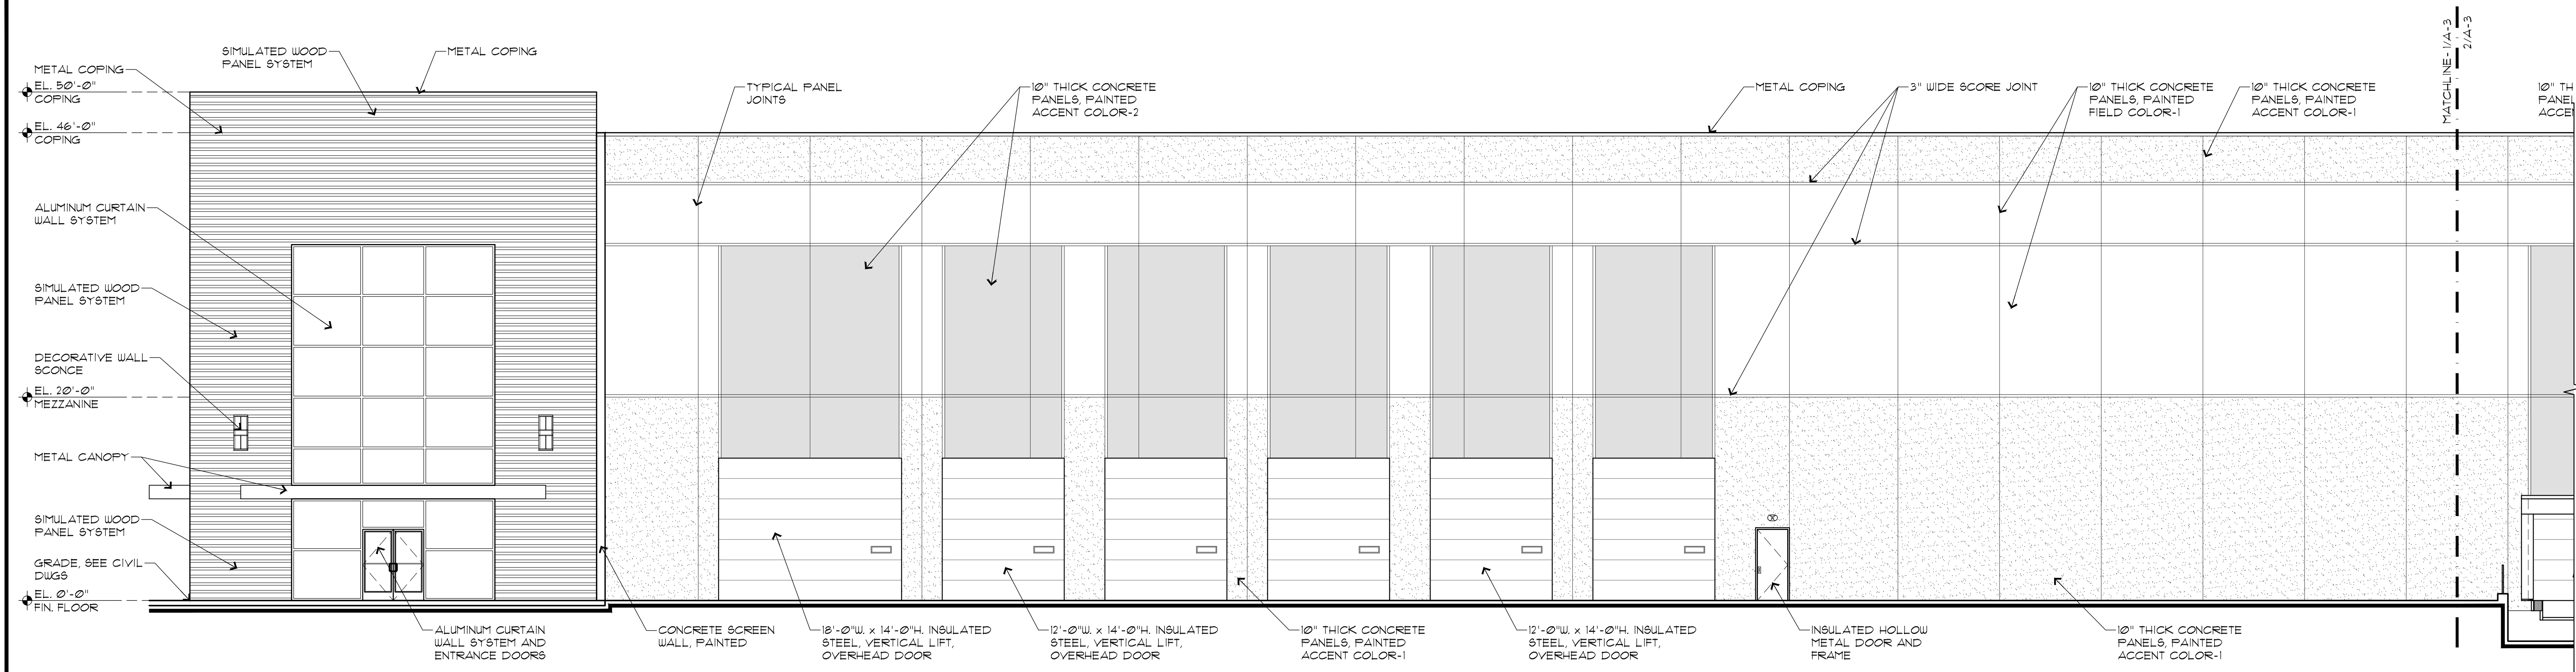 SIMULATED WOOD
PANEL SYSTEM
METAL COPING
METAL COPING
EL. 50'-0"
COPING
EL. 46'-0"
COPING
ALUMINUM CURTAIN
WALL SYSTEM
SIMULATED WOOD
PANEL SYSTEM
DECORATIVE WALL
SCONCE
EL. 20'-0"
MEZZANINE
METAL CANOPY
SIMULATED WOOD
PANEL SYSTEM
GRADE, SEE CIVIL
DWGS
EL. 0'-0"
FIN. FLOOR
TYPICAL PANEL
JOINTS
10" THICK CONCRETE
PANELS, PAINTED
ACCENT COLOR-2
METAL COPING
3" WIDE SCORE JOINT
10" THICK CONCRETE
PANELS, PAINTED
FIELD COLOR-1
10" THICK CONCRETE
PANELS, PAINTED
ACCENT COLOR-1
MATCHLINE- 1/A-3
2/A-3
10" TH
PANEL
ACCE
ALUMINUM CURTAIN
WALL SYSTEM AND
ENTRANCE DOORS
CONCRETE SCREEN
WALL, PAINTED
18'-0"W. x 14'-0"H. INSULATED
STEEL, VERTICAL LIFT,
OVERHEAD DOOR
12'-0"W. x 14'-0"H. INSULATED
STEEL, VERTICAL LIFT,
OVERHEAD DOOR
10" THICK CONCRETE
PANELS, PAINTED
ACCENT COLOR-1
12'-0"W. x 14'-0"H. INSULATED
STEEL, VERTICAL LIFT,
OVERHEAD DOOR
INSULATED HOLLOW
METAL DOOR AND
FRAME
10" THICK CONCRETE
PANELS, PAINTED
ACCENT COLOR-1